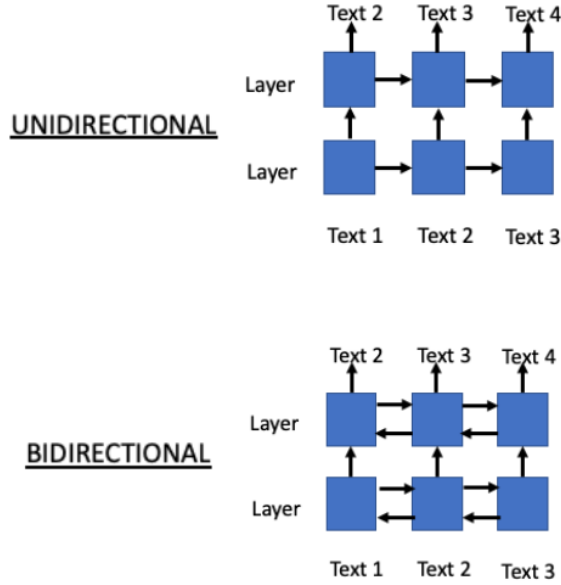 Text 2 Text 3 Text 4
Layer
UNIDIRECTIONAL
Layer
Text 1 Text 2 Text 3
Text 2 Text 3 Text 4
Layer
BIDIRECTIONAL
Layer
Text 1 Text 2 Text 3